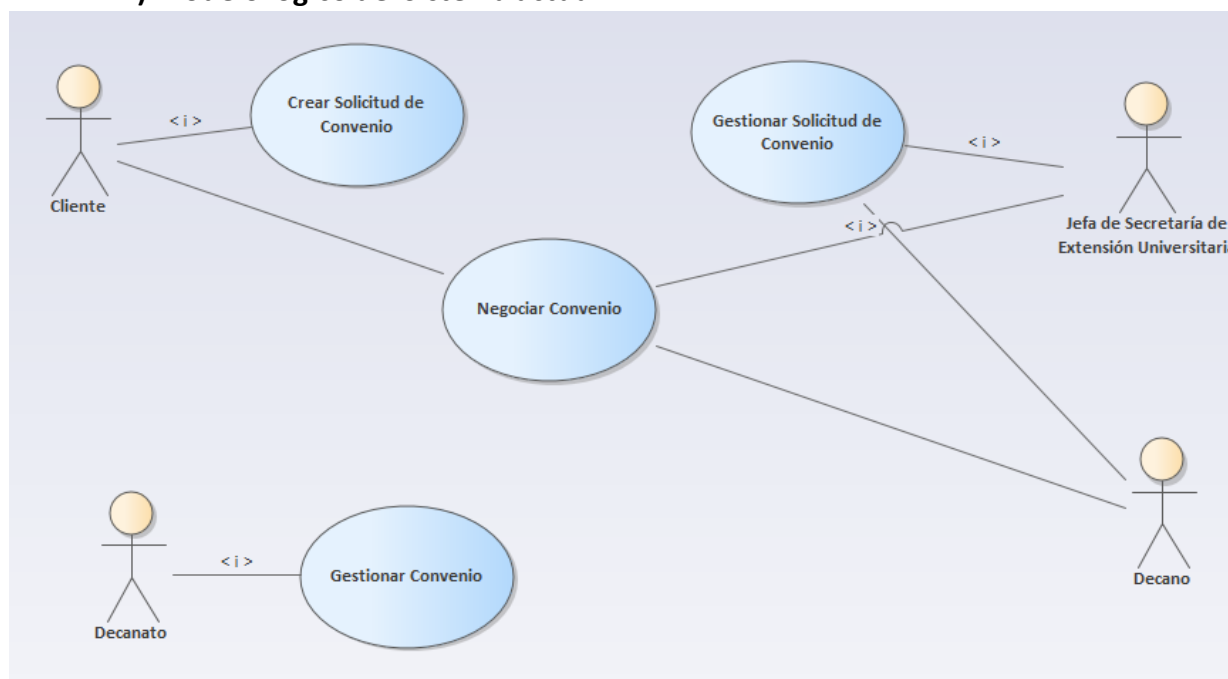 Crear Solicitud de
Convenio
< i >
Cliente
Gestionar Solicitud de
Convenio
< i >
Jefa de Secretaría de
Extensión Universitari
< i >
Negociar Convenio
Decanato
< i >
Gestionar Convenio
Decano